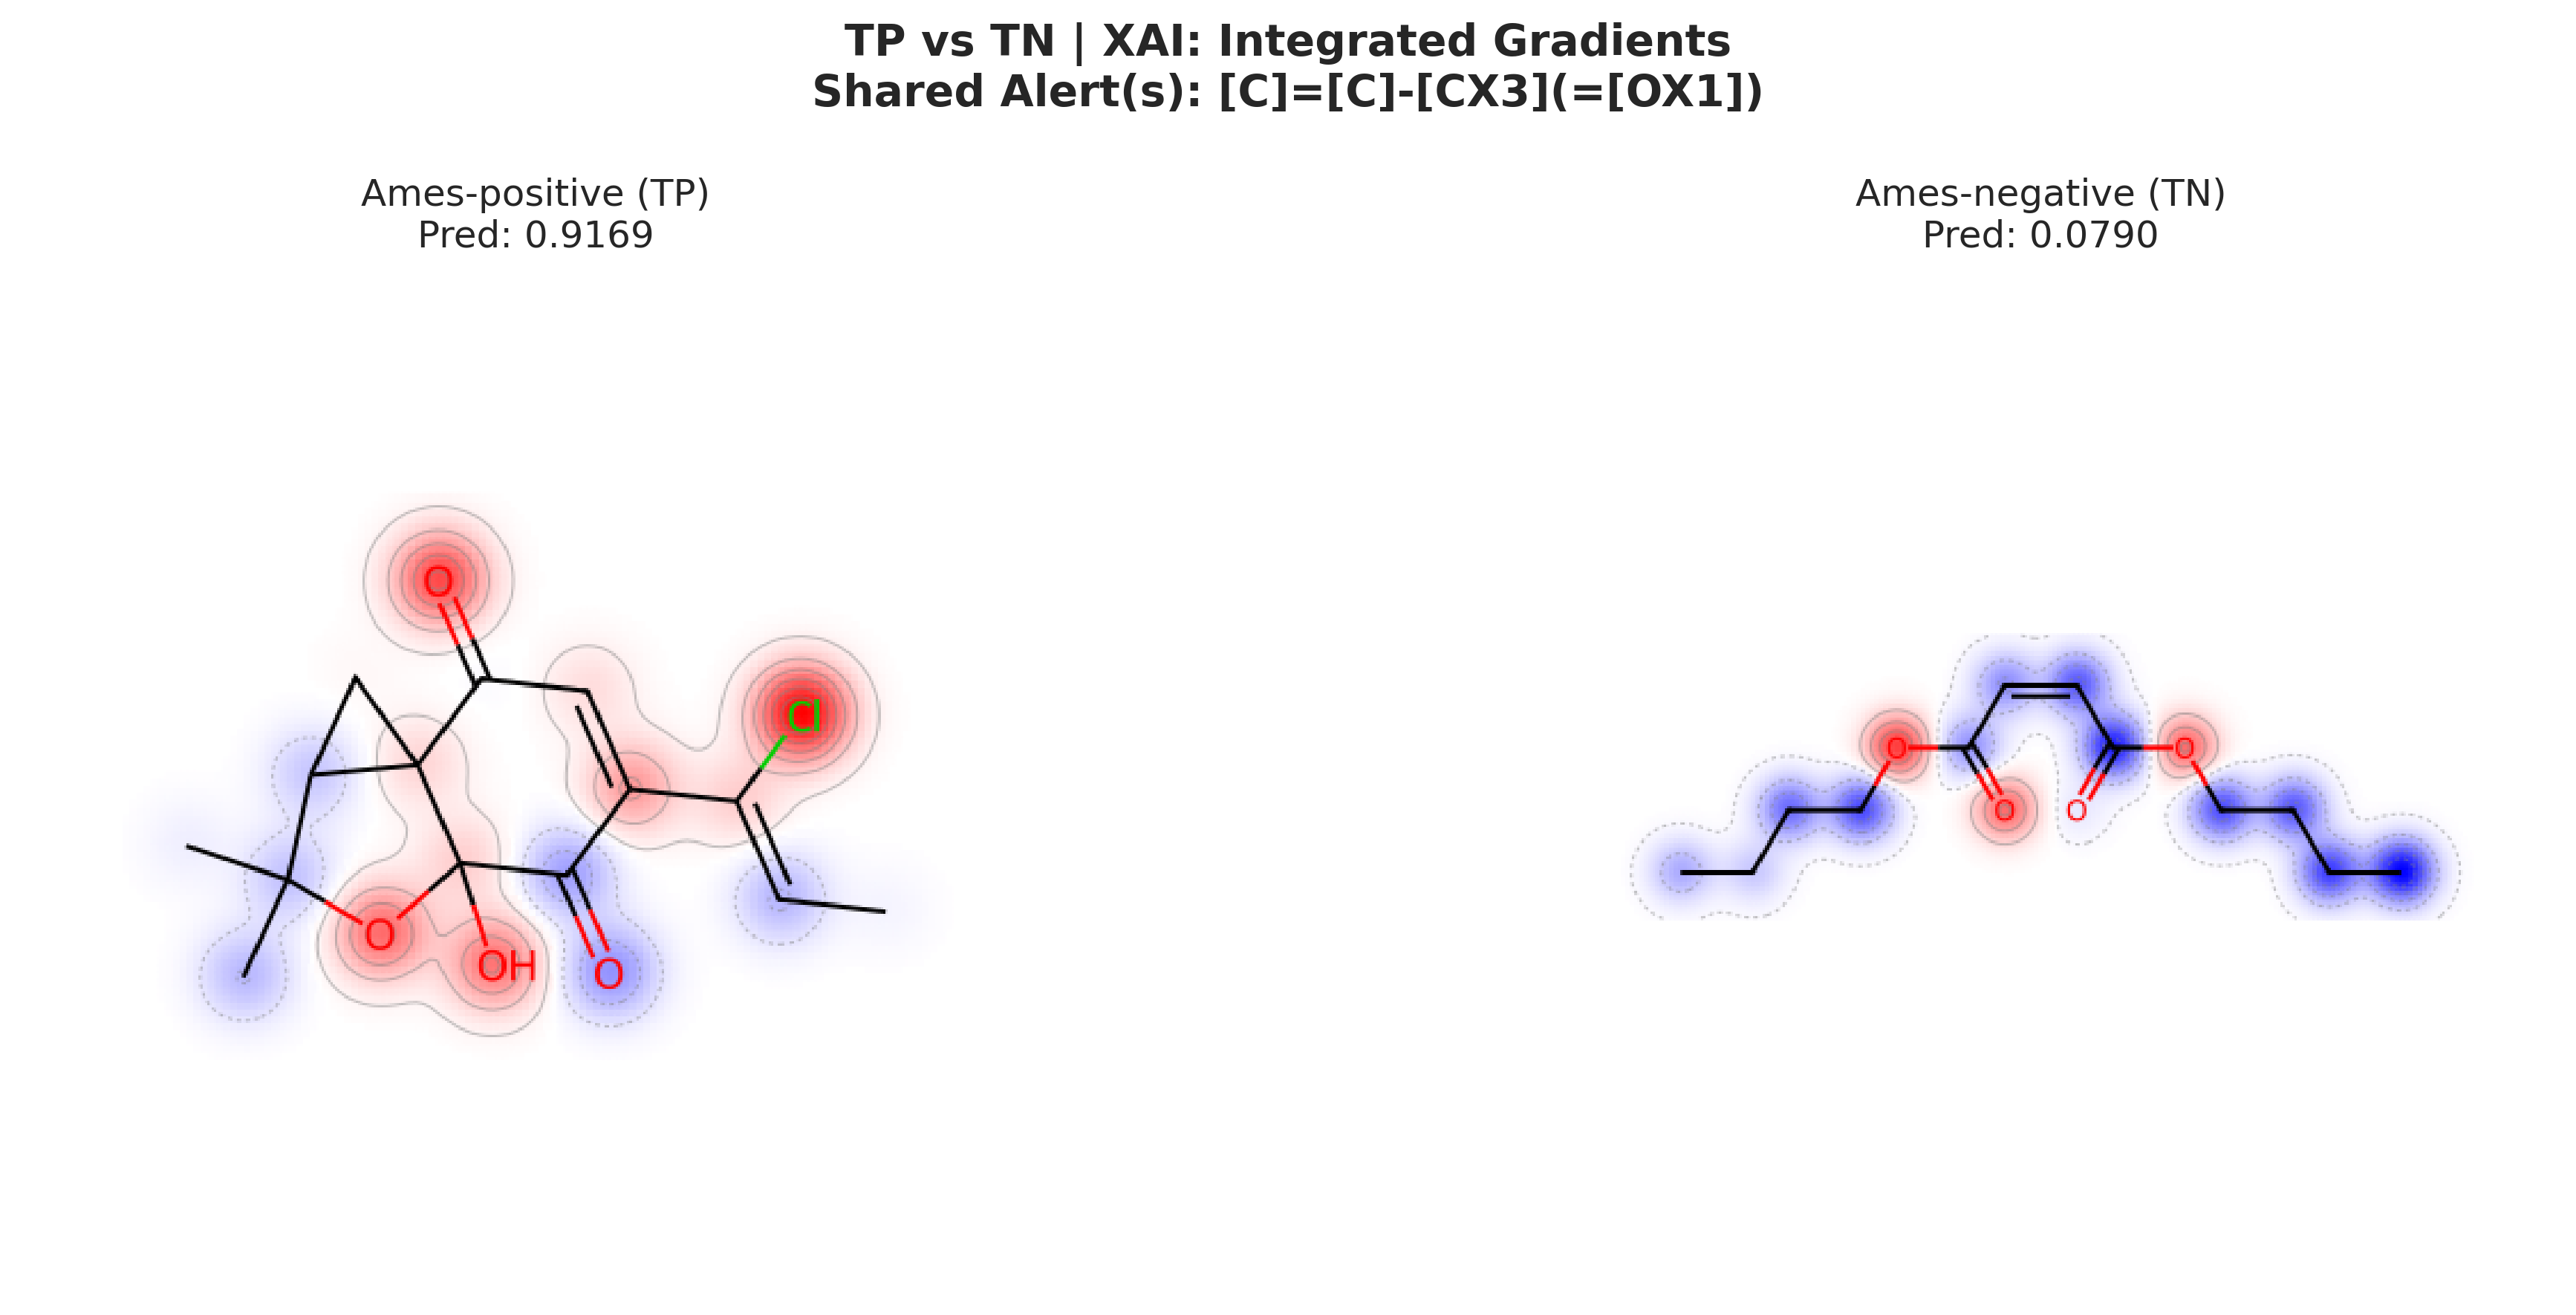 TP vs TN | XAI: Integrated Gradients
Shared Alert(s): [C]=[C]-[CX3](=[OX1])
Ames-positive (TP)
Pred: 0.9169
Ames-negative (TN)
Pred: 0.0790
O
Cl
O
OH
O
O
O
O
O